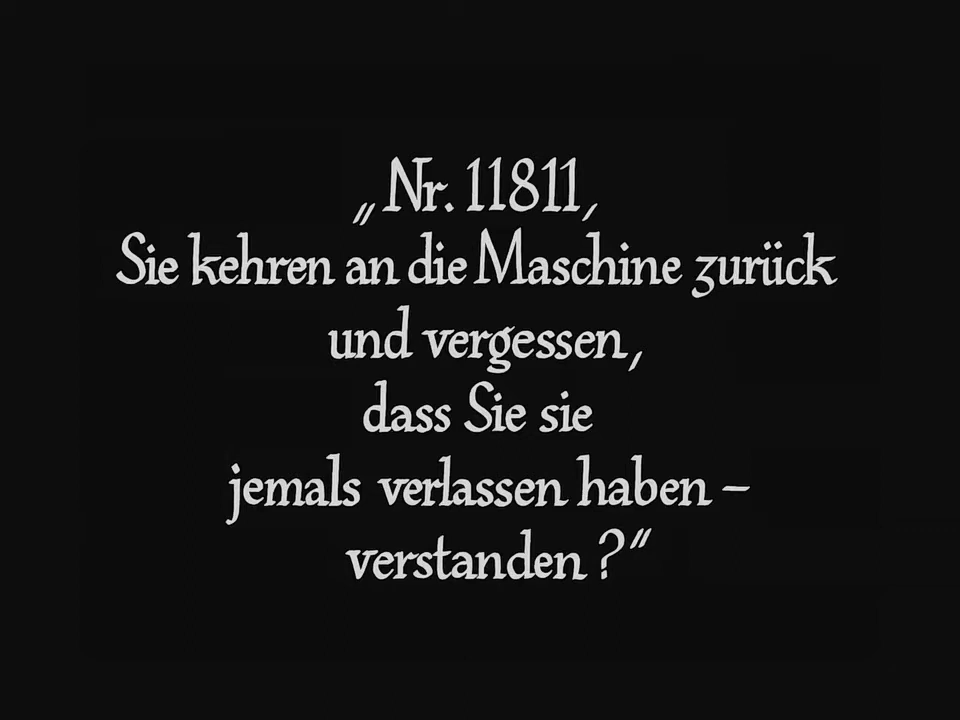 „Nr. 11811,
Sie kehren an die Maschine zurück
und vergessen,
dass Sie sie
jemals verlassen haben –
verstanden?“